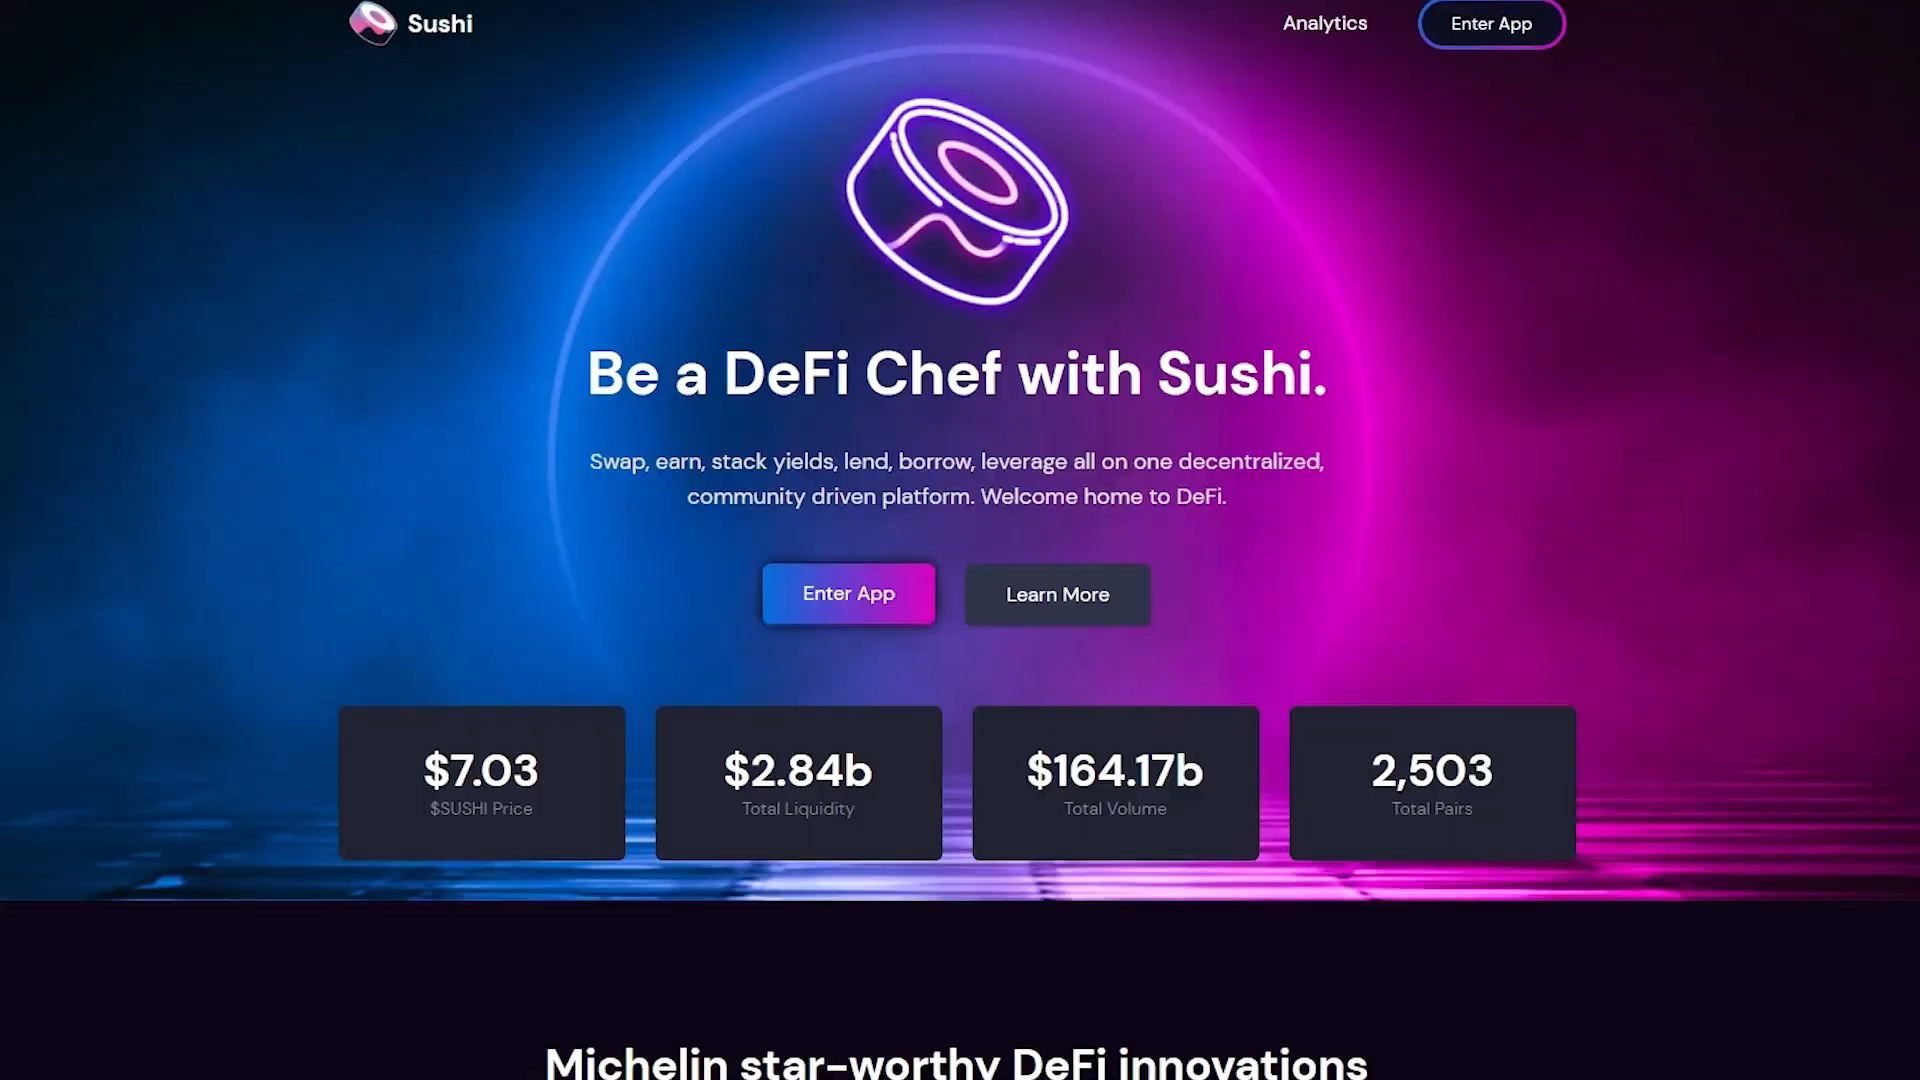 Sushi
Analytics
Enter App
Be a DeFi Chef with Sushi.
Swap, earn, stack yields, lend, borrow, leverage all on one decentralized,
community driven platform. Welcome home to DeFi.
Enter App
Learn More
$7.03
$SUSHI Price
$2.84b
Total Liquidity
$164.17b
Total Volume
2,503
Total Pairs
Michelin star-worthy DeFi innovations